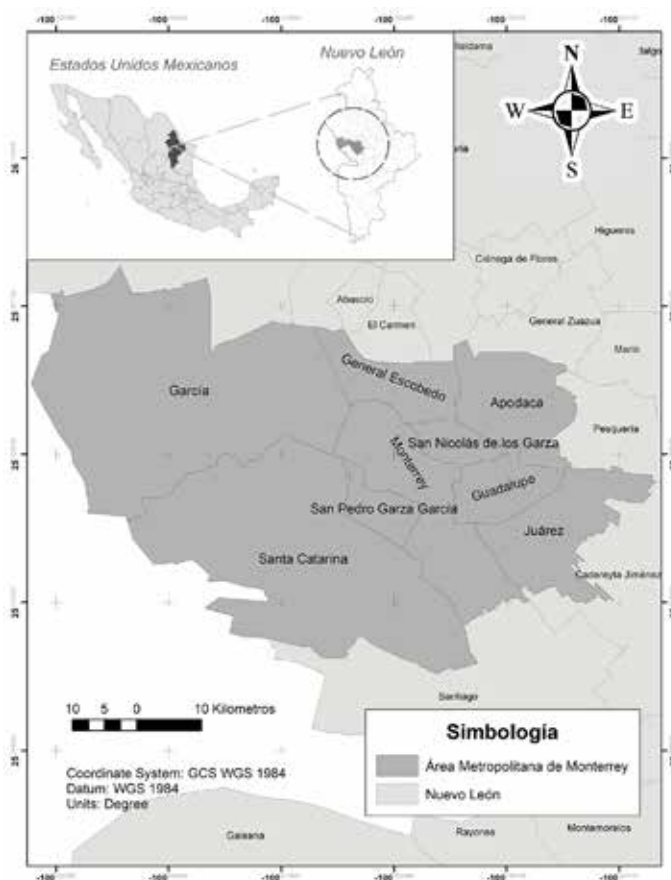 Estados Unidos Mexicanos
Nuevo León
N
W
E
S
Higueras
Ciénega de Flores
Abasolo
El Carmen
General Zuazua
Marín
General Escobedo
García
Apodaca
Pesquería
San Nicolás de los Garza
Monterrey
Guadalupe
San Pedro Garza García
Juárez
Santa Catarina
Cadereyta Jiménez
10 5 0 10 Kilometros
Santiago
Simbología
Área Metropolitana de Monterrey
Nuevo León
Coordinate System: GCS WGS 1984
Datum: WGS 1984
Units: Degree
Galeana
Rayones
Montemorelos